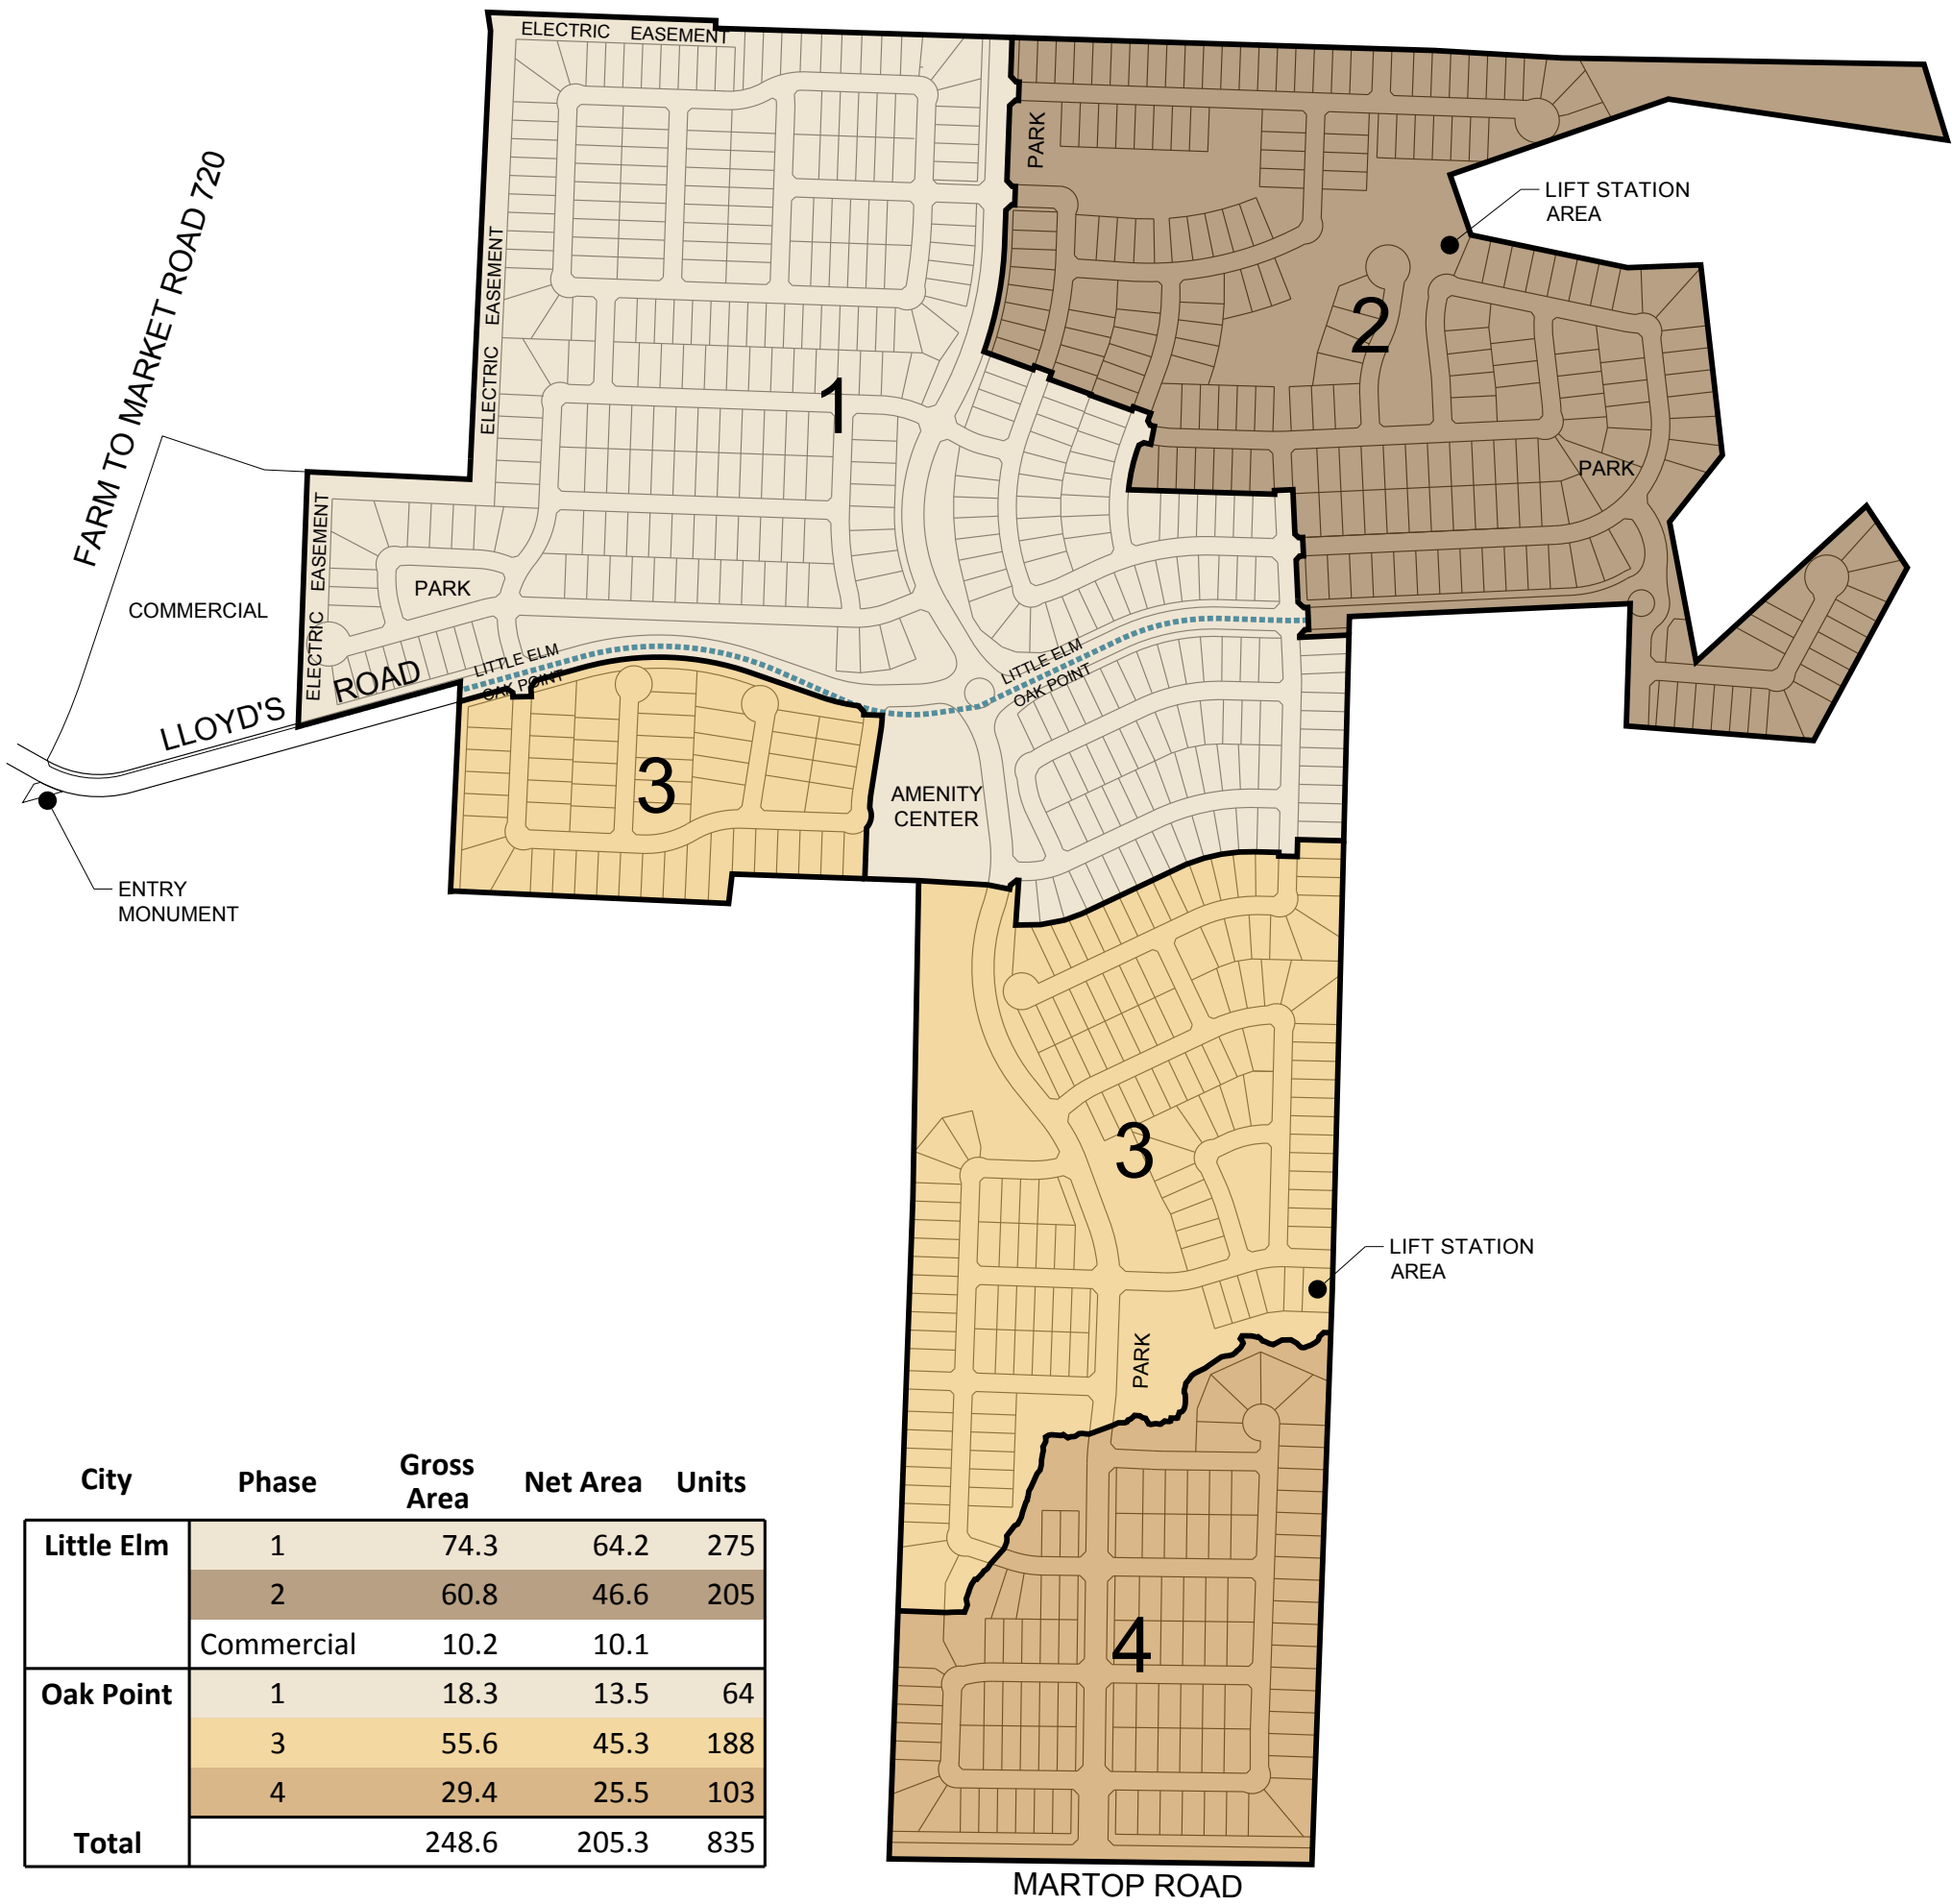 ELECTRIC EASEMENT
PARK
FARM TO MARKET ROAD 720
LIFT STATION
AREA
ELECTRIC EASEMENT
2
1
PARK
ELECTRIC EASEMENT
COMMERCIAL
PARK
LITTLE ELM
OAK POINT
LITTLE ELM
OAK POINT
LLOYD'S ROAD
3
AMENITY
CENTER
ENTRY
MONUMENT
3
LIFT STATION
AREA
PARK
4
MARTOP ROAD
City Phase Gross Area Net Area Units
Little Elm 1 74.3 64.2 275
2 60.8 46.6 205
Commercial 10.2 10.1
Oak Point 1 18.3 13.5 64
3 55.6 45.3 188
4 29.4 25.5 103
Total 248.6 205.3 835